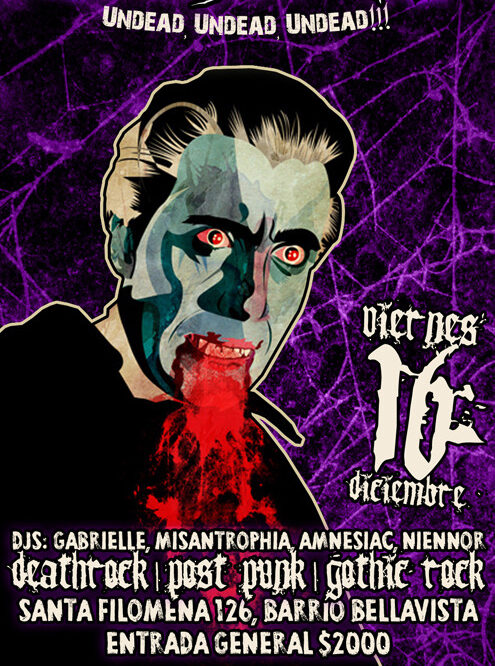 UNDEAD, UNDEAD, UNDEAD!!!
viernes
16
diciembre
DJS: GABRIELLE, MISANTROPHIA, AMNESIAC, NIENNOR
deathrock | post punk | gothic rock
SANTA FILOMENA 126, BARRIO BELLAVISTA
ENTRADA GENERAL $2000